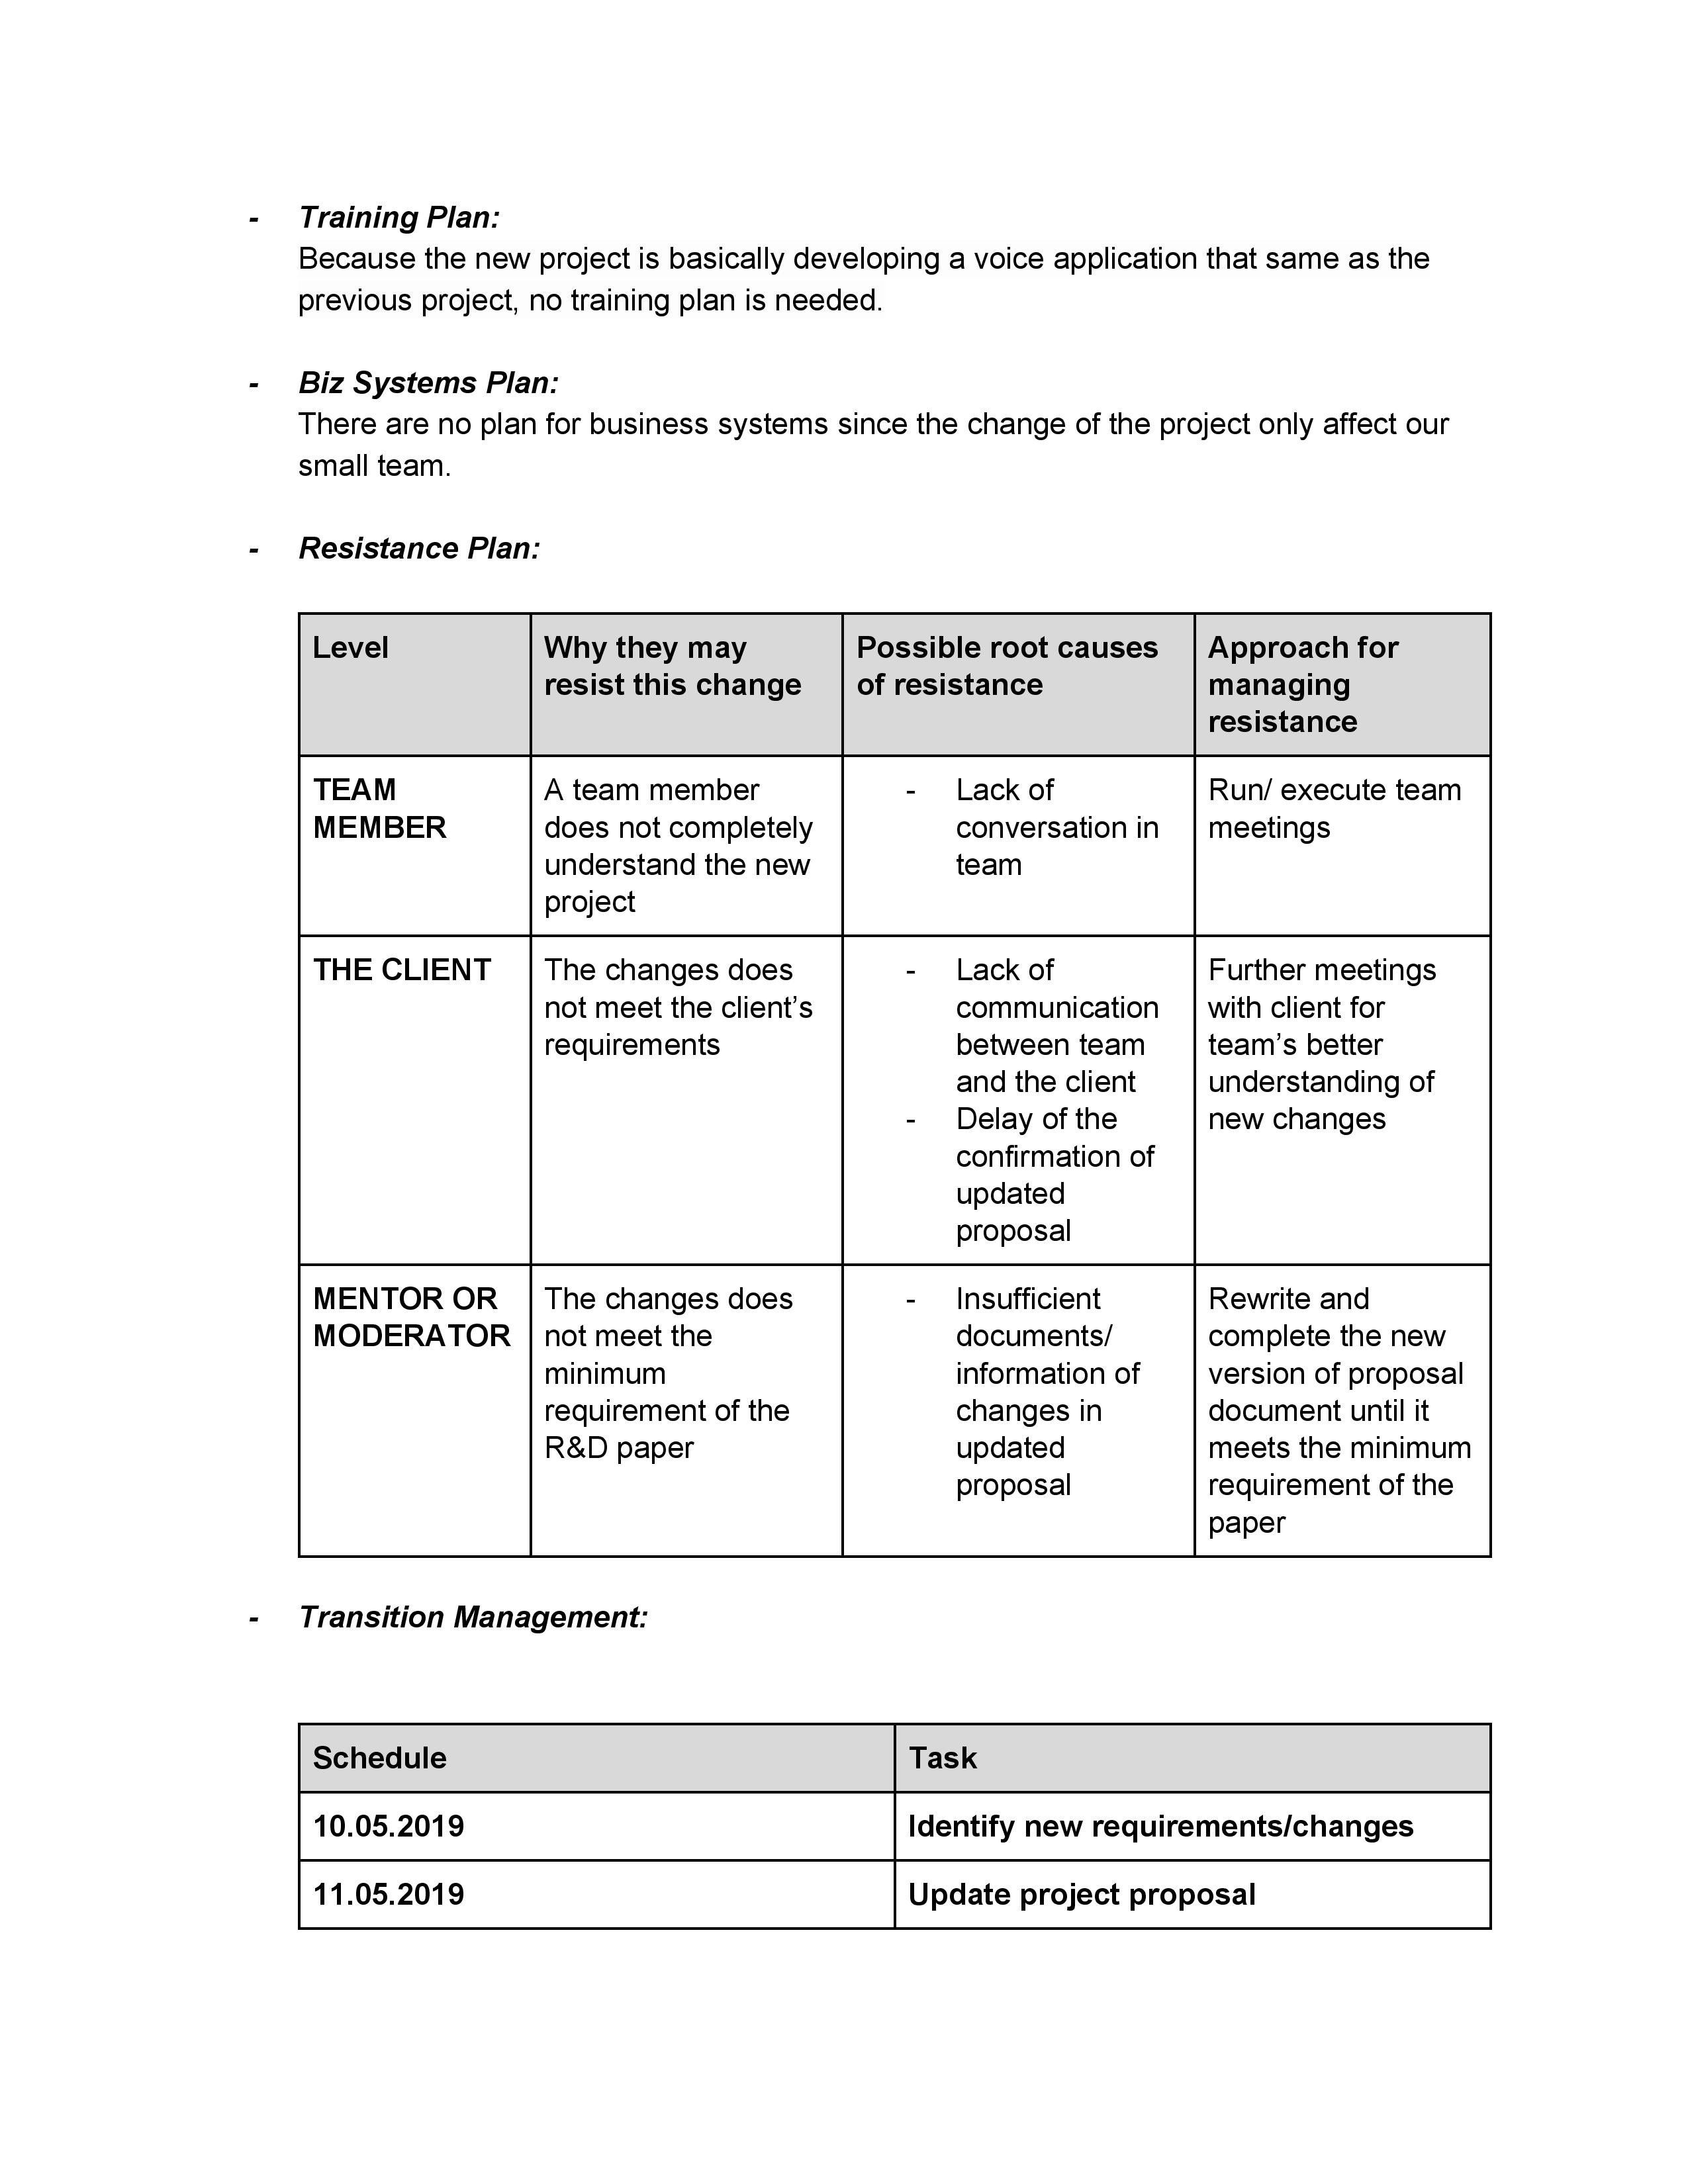 - Training Plan:
Because the new project is basically developing a voice application that same as the
previous project, no training plan is needed.
- Biz Systems Plan:
There are no plan for business systems since the change of the project only affect our
small team.
- Resistance Plan:
Level
Why they may
resist this change
Possible root causes
of resistance
Approach for
managing
resistance
TEAM
MEMBER
A team member
does not completely
understand the new
project
- Lack of
conversation in
team
Run/ execute team
meetings
THE CLIENT
The changes does
not meet the client’s
requirements
- Lack of
communication
between team
and the client
- Delay of the
confirmation of
updated
proposal
Further meetings
with client for
team’s better
understanding of
new changes
MENTOR OR
MODERATOR
The changes does
not meet the
minimum
requirement of the
R&D paper
- Insufficient
documents/
information of
changes in
updated
proposal
Rewrite and
complete the new
version of proposal
document until it
meets the minimum
requirement of the
paper
- Transition Management:
Schedule
Task
10.05.2019
Identify new requirements/changes
11.05.2019
Update project proposal